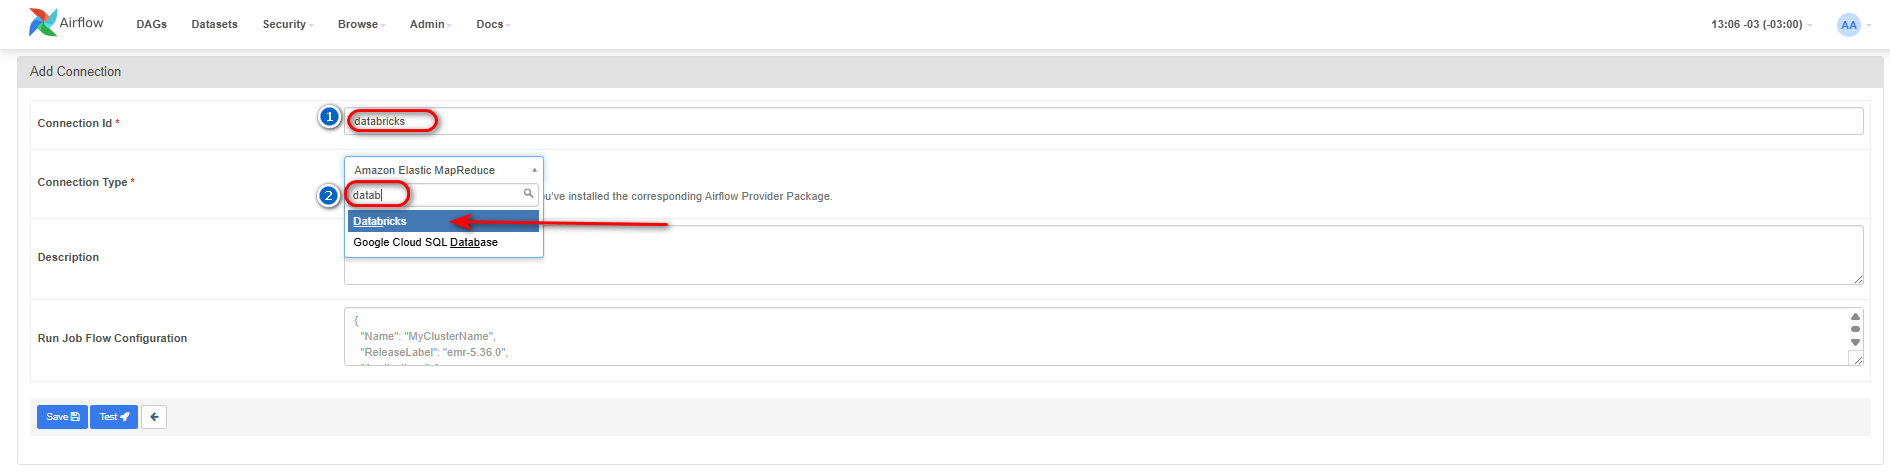 Airflow DAGs Datasets Security Browse Admin Docs 13:06 -03 (-03:00) AA
Add Connection
Connection Id * 1 databricks
Connection Type * Amazon Elastic MapReduce
2 datab
u've installed the corresponding Airflow Provider Package.
Databricks
Google Cloud SQL Database
Description
Run Job Flow Configuration
{
"Name": "MyClusterName",
"ReleaseLabel": "emr-5.36.0",
Save Test